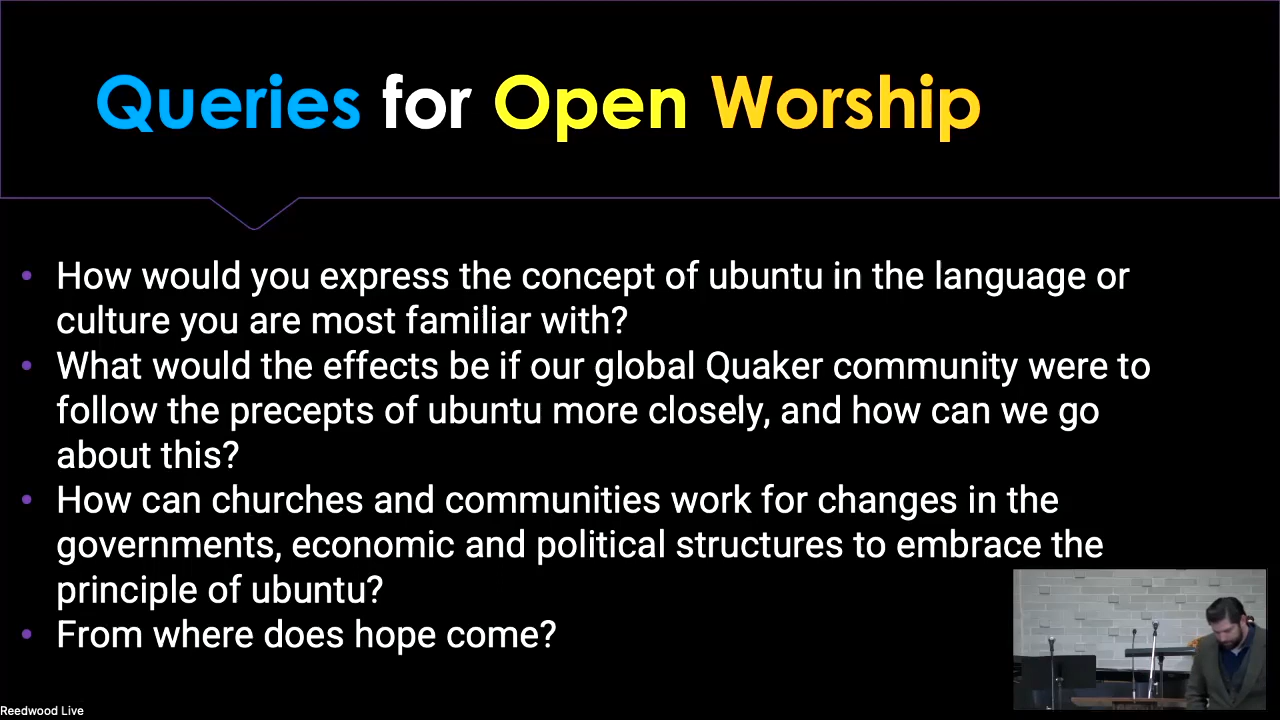 Queries for Open Worship
• How would you express the concept of ubuntu in the language or
culture you are most familiar with?
• What would the effects be if our global Quaker community were to
follow the precepts of ubuntu more closely, and how can we go
about this?
• How can churches and communities work for changes in the
governments, economic and political structures to embrace the
principle of ubuntu?
• From where does hope come?
Reedwood Live